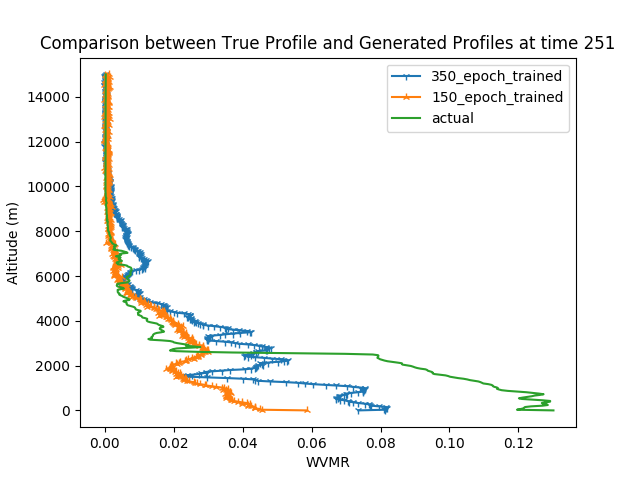 Comparison between True Profile and Generated Profiles at time 251
350_epoch_trained
150_epoch_trained
actual
Altitude (m)
14000
12000
10000
8000
6000
4000
2000
0
0.00 0.02 0.04 0.06 0.08 0.10 0.12
WVMR